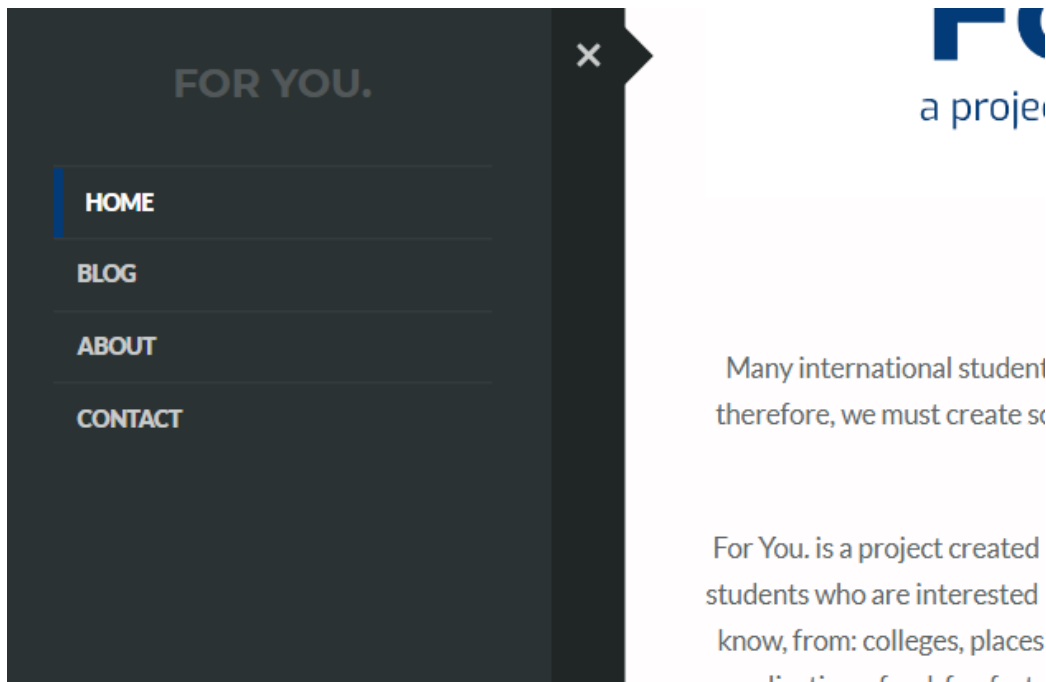 FOR YOU.
HOME
BLOG
ABOUT
CONTACT
a proje
Many international student
therefore, we must create so
For You. is a project created
students who are interested
know, from: colleges, places